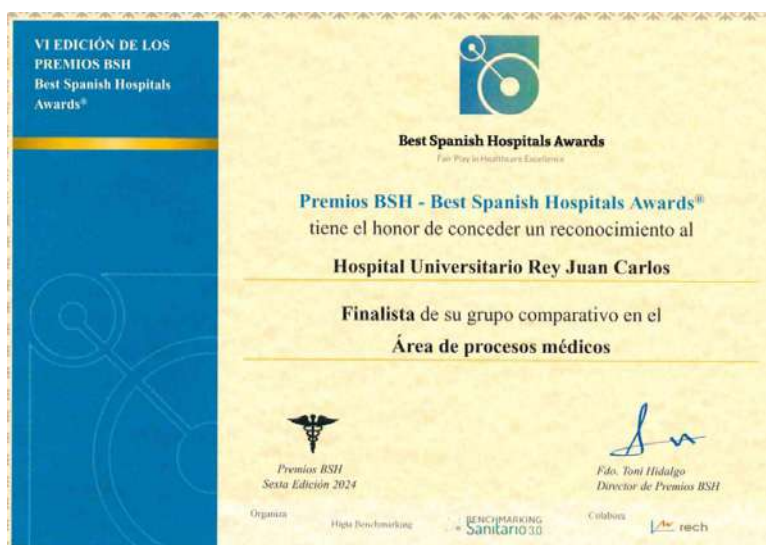 VI EDICIÓN DE LOS
PREMIOS BSH
Best Spanish Hospitals
Awards®
Best Spanish Hospitals Awards
Fair Play in Healthcare Excellence
Premios BSH - Best Spanish Hospitals Awards®
tiene el honor de conceder un reconocimiento al
Hospital Universitario Rey Juan Carlos
Finalista de su grupo comparativo en el
Área de procesos médicos
Premios BSH
Sexta Edición 2024
Fdo. Toni Hidalgo
Director de Premios BSH
Organiza
Higia Benchmarking
BENCHMARKING
Sanitario 3.0
Colabora
rech